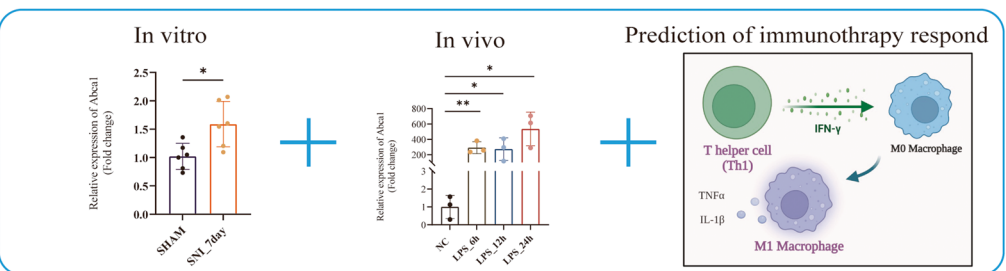 In vitro
Relative expression of Abca1
(Fold change)
2.5
2.0
1.5
1.0
0.5
0.0
*
SHAM
SNI_7day
In vivo
Relative expression of Abca1
(Fold change)
800
600
400
200
3
2
1
0
*
*
**
NC
LPS_6h
LPS_12h
LPS_24h
Prediction of immunothrapy respond
T helper cell
(Th1)
IFN-γ
M0 Macrophage
TNFα
IL-1β
M1 Macrophage